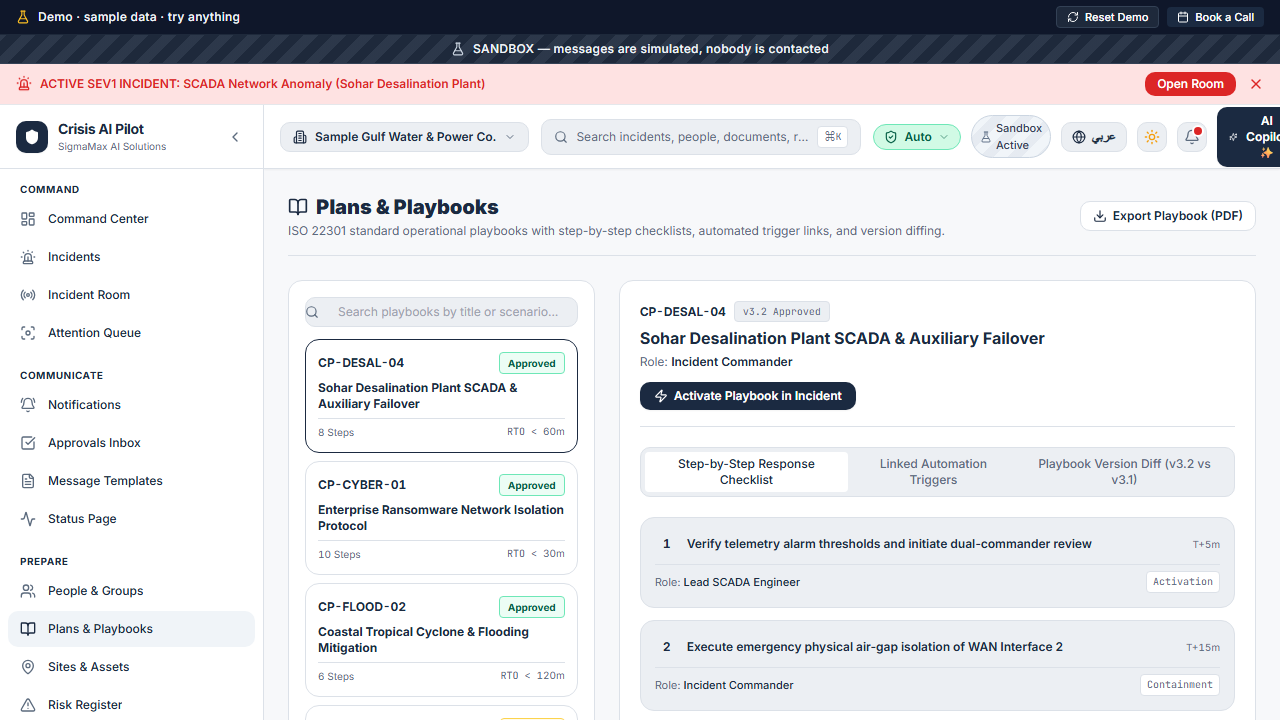 Demo · sample data · try anything
Reset Demo
Book a Call
SANDBOX — messages are simulated, nobody is contacted
ACTIVE SEV1 INCIDENT: SCADA Network Anomaly (Sohar Desalination Plant)
Open Room
Crisis AI Pilot
SigmaMax AI Solutions
Sample Gulf Water & Power Co.
Search incidents, people, documents, r...
⌘K
Auto
Sandbox
Active
عربي
AI
Copilo
COMMAND
Command Center
Incidents
Incident Room
Attention Queue
COMMUNICATE
Notifications
Approvals Inbox
Message Templates
Status Page
PREPARE
People & Groups
Plans & Playbooks
Sites & Assets
Risk Register
Plans & Playbooks
ISO 22301 standard operational playbooks with step-by-step checklists, automated trigger links, and version diffing.
Export Playbook (PDF)
Search playbooks by title or scenario...
CP-DESAL-04
Approved
Sohar Desalination Plant SCADA &
Auxiliary Failover
8 Steps
RTO < 60m
CP-CYBER-01
Approved
Enterprise Ransomware Network Isolation
Protocol
10 Steps
RTO < 30m
CP-FLOOD-02
Approved
Coastal Tropical Cyclone & Flooding
Mitigation
6 Steps
RTO < 120m
CP-DESAL-04
v3.2 Approved
Sohar Desalination Plant SCADA & Auxiliary Failover
Role: Incident Commander
Activate Playbook in Incident
Step-by-Step Response
Checklist
Linked Automation
Triggers
Playbook Version Diff (v3.2 vs
v3.1)
1
Verify telemetry alarm thresholds and initiate dual-commander review
T+5m
Role: Lead SCADA Engineer
Activation
2
Execute emergency physical air-gap isolation of WAN Interface 2
T+15m
Role: Incident Commander
Containment